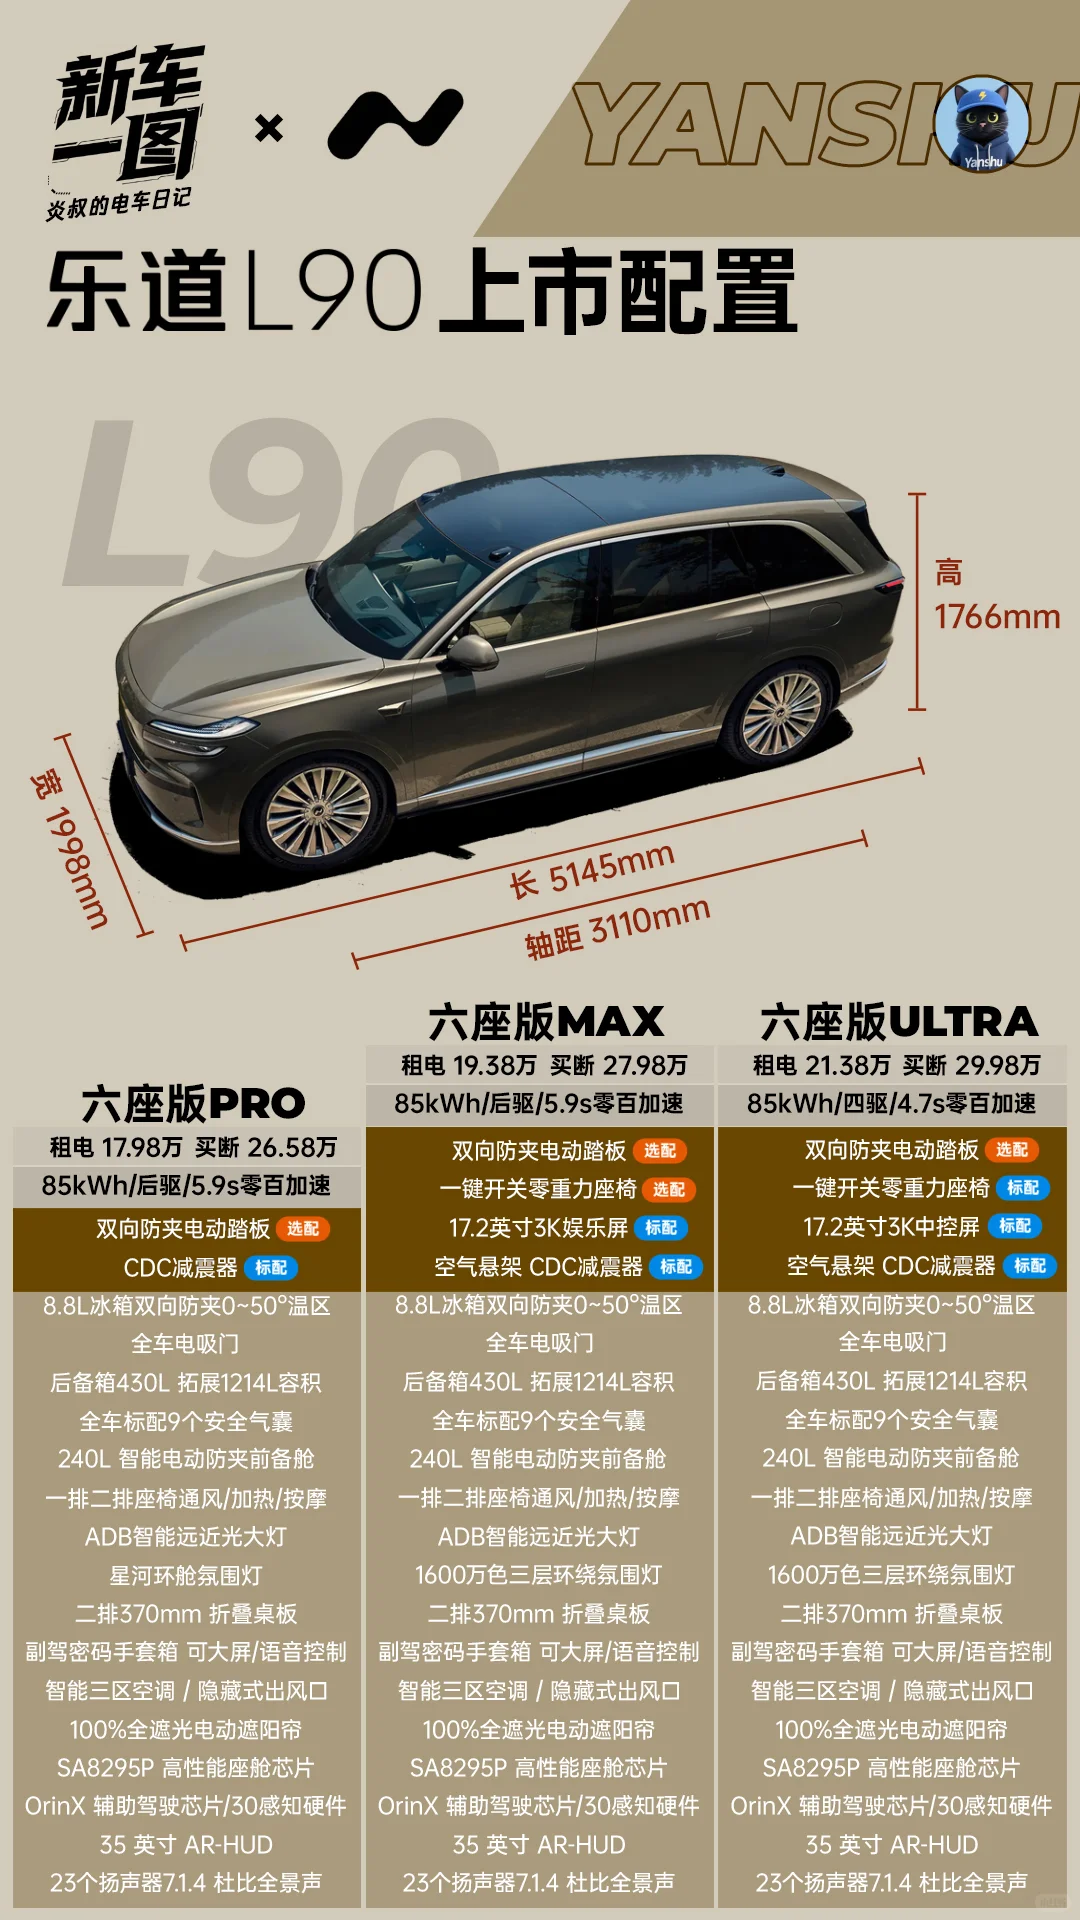 新车
一图
炎叔的电车日记
×
YANSHU
Yanshu
乐道L90上市配置
L90
高
1766mm
宽 1998mm
长 5145mm
轴距 3110mm
六座版PRO
租电 17.98万 买断 26.58万
85kWh/后驱/5.9s零百加速
双向防夹电动踏板 选配
CDC减震器 标配
8.8L冰箱双向防夹0~50°温区
全车电吸门
后备箱430L 拓展1214L容积
全车标配9个安全气囊
240L 智能电动防夹前备舱
一排二排座椅通风/加热/按摩
ADB智能远近光大灯
星河环舱氛围灯
二排370mm 折叠桌板
副驾密码手套箱 可大屏/语音控制
智能三区空调 / 隐藏式出风口
100%全遮光电动遮阳帘
SA8295P 高性能座舱芯片
OrinX 辅助驾驶芯片/30感知硬件
35 英寸 AR-HUD
23个扬声器7.1.4 杜比全景声
六座版MAX
租电 19.38万 买断 27.98万
85kWh/后驱/5.9s零百加速
双向防夹电动踏板 选配
一键开关零重力座椅 选配
17.2英寸3K娱乐屏 标配
空气悬架 CDC减震器 标配
8.8L冰箱双向防夹0~50°温区
全车电吸门
后备箱430L 拓展1214L容积
全车标配9个安全气囊
240L 智能电动防夹前备舱
一排二排座椅通风/加热/按摩
ADB智能远近光大灯
1600万色三层环绕氛围灯
二排370mm 折叠桌板
副驾密码手套箱 可大屏/语音控制
智能三区空调 / 隐藏式出风口
100%全遮光电动遮阳帘
SA8295P 高性能座舱芯片
OrinX 辅助驾驶芯片/30感知硬件
35 英寸 AR-HUD
23个扬声器7.1.4 杜比全景声
六座版ULTRA
租电 21.38万 买断 29.98万
85kWh/四驱/4.7s零百加速
双向防夹电动踏板 选配
一键开关零重力座椅 标配
17.2英寸3K中控屏 标配
空气悬架 CDC减震器 标配
8.8L冰箱双向防夹0~50°温区
全车电吸门
后备箱430L 拓展1214L容积
全车标配9个安全气囊
240L 智能电动防夹前备舱
一排二排座椅通风/加热/按摩
ADB智能远近光大灯
1600万色三层环绕氛围灯
二排370mm 折叠桌板
副驾密码手套箱 可大屏/语音控制
智能三区空调 / 隐藏式出风口
100%全遮光电动遮阳帘
SA8295P 高性能座舱芯片
OrinX 辅助驾驶芯片/30感知硬件
35 英寸 AR-HUD
23个扬声器7.1.4 杜比全景声